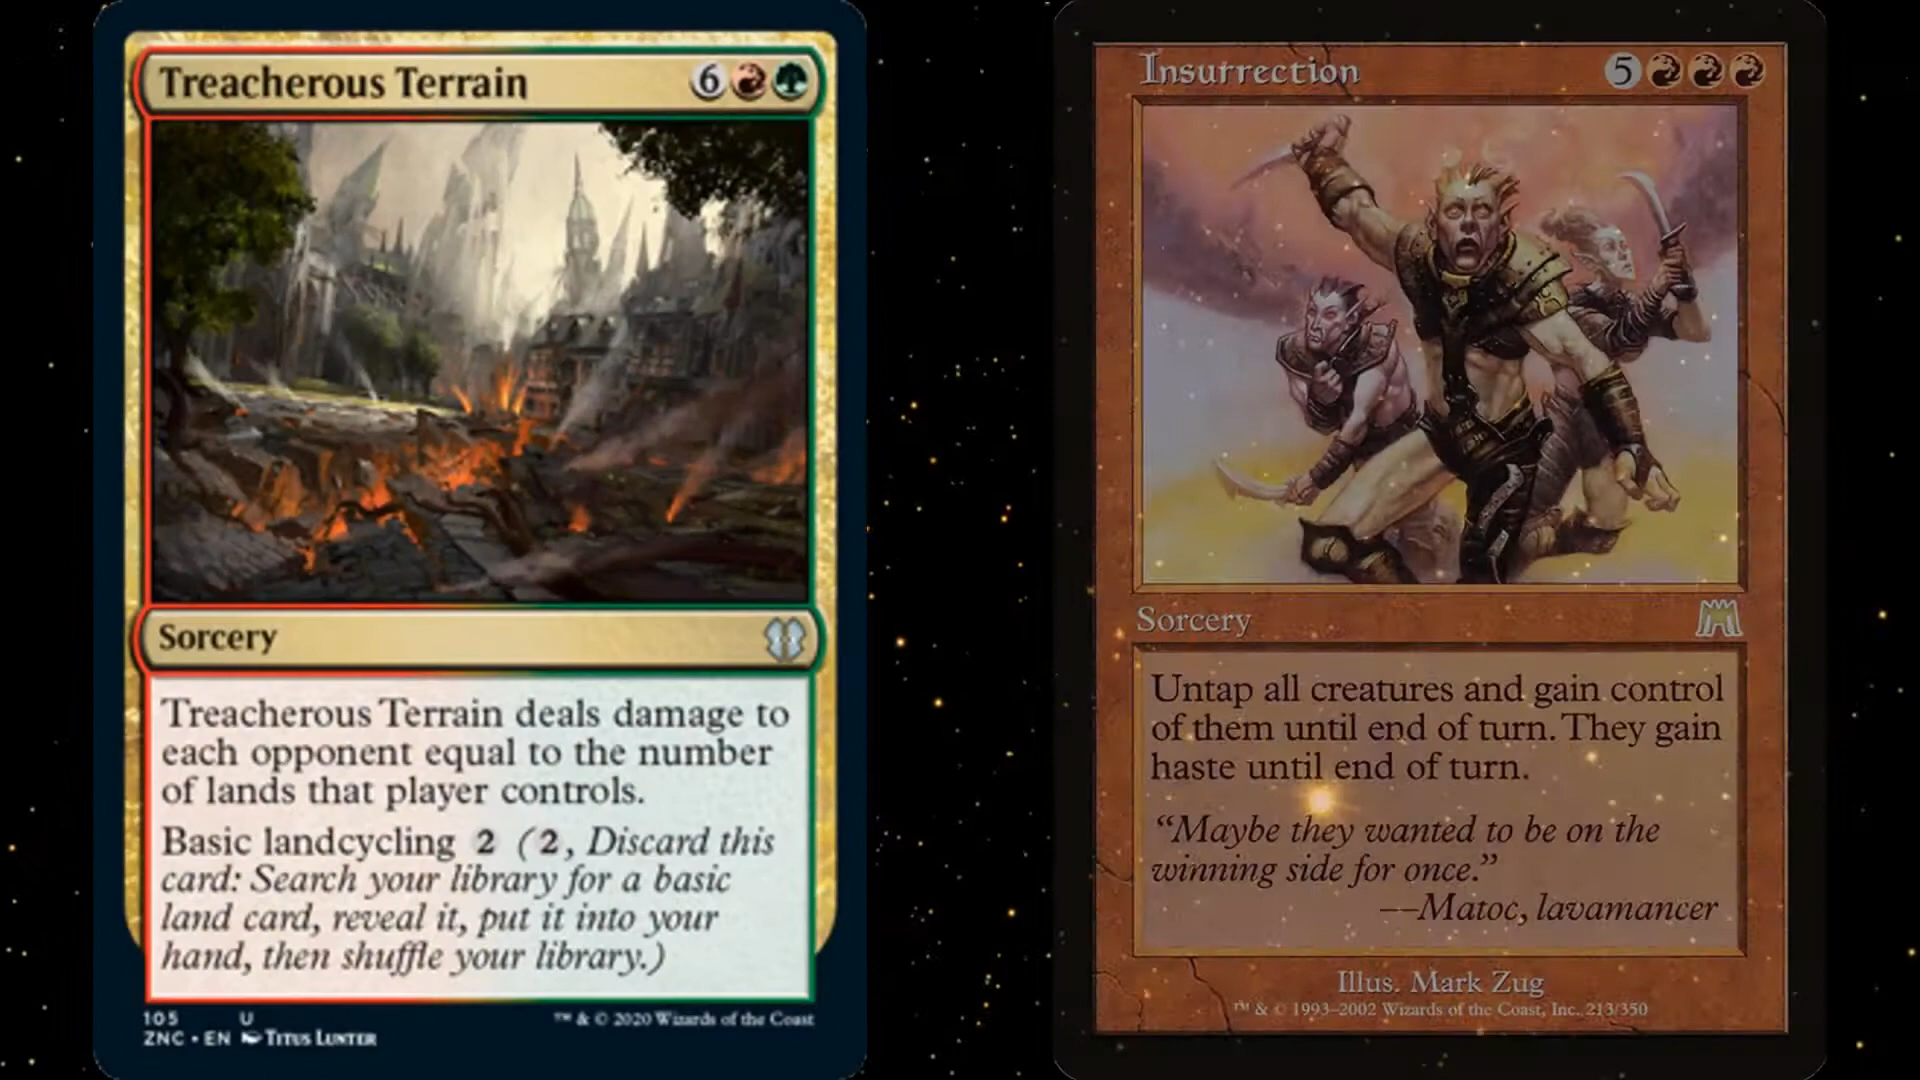 Treacherous Terrain
6
Sorcery
Treacherous Terrain deals damage to
each opponent equal to the number
of lands that player controls.
Basic landcycling 2 (2, Discard this
card: Search your library for a basic
land card, reveal it, put it into your
hand, then shuffle your library.)
105 U
ZNC • EN Titus Lunter
™ & © 2020 Wizards of the Coast
Insurrection
5
Sorcery
Untap all creatures and gain control
of them until end of turn. They gain
haste until end of turn.
“Maybe they wanted to be on the
winning side for once.”
—Matoc, lavamancer
Illus. Mark Zug
™ & © 1993–2002 Wizards of the Coast, Inc. 213/350